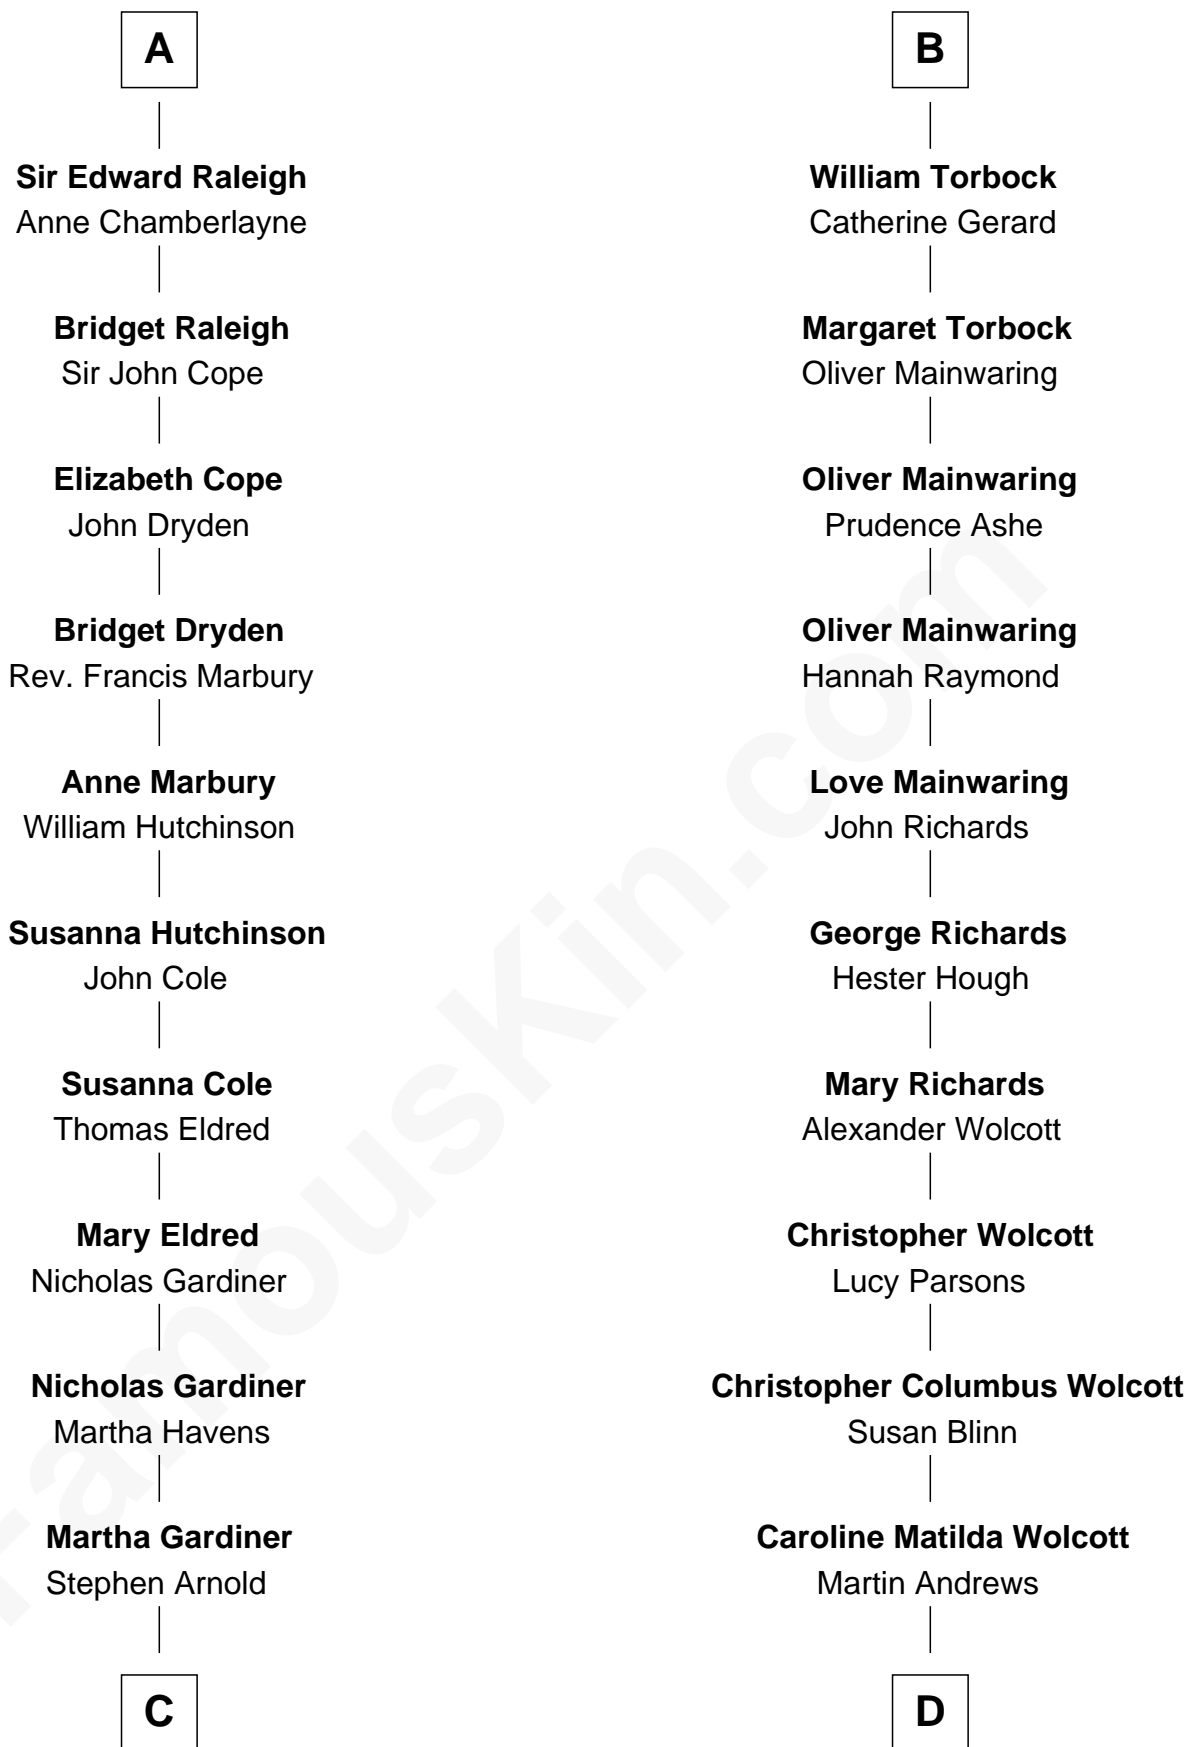 A
Sir Edward Raleigh
Anne Chamberlayne
Bridget Raleigh
Sir John Cope
Elizabeth Cope
John Dryden
Bridget Dryden
Rev. Francis Marbury
Anne Marbury
William Hutchinson
Susanna Hutchinson
John Cole
Susanna Cole
Thomas Eldred
Mary Eldred
Nicholas Gardiner
Nicholas Gardiner
Martha Havens
Martha Gardiner
Stephen Arnold
C
B
William Torbock
Catherine Gerard
Margaret Torbock
Oliver Mainwaring
Oliver Mainwaring
Prudence Ashe
Oliver Mainwaring
Hannah Raymond
Love Mainwaring
John Richards
George Richards
Hester Hough
Mary Richards
Alexander Wolcott
Christopher Wolcott
Lucy Parsons
Christopher Columbus Wolcott
Susan Blinn
Caroline Matilda Wolcott
Martin Andrews
D
FamousKin.com